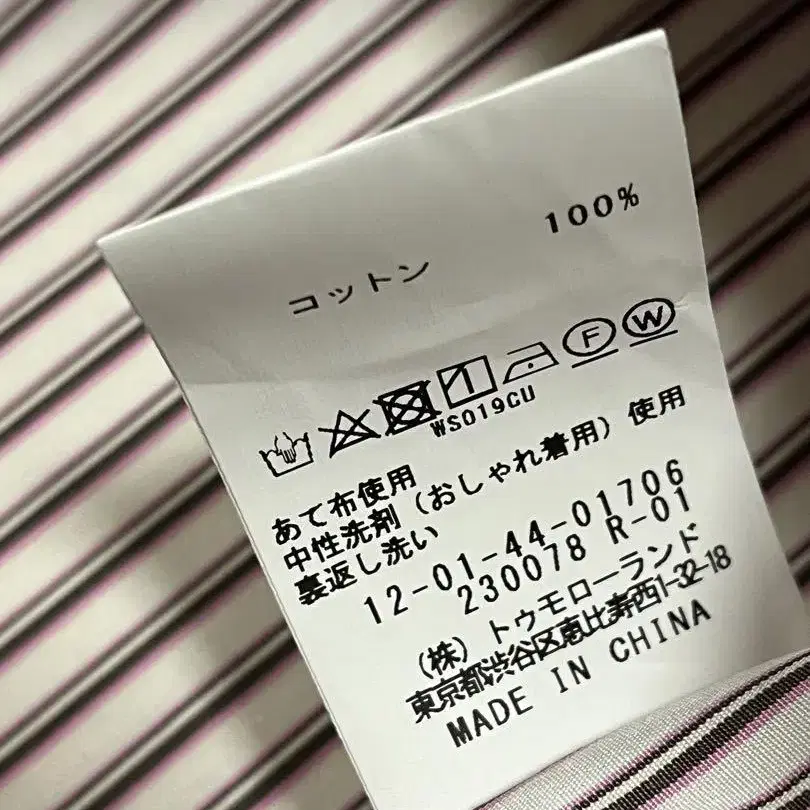 コットン 100%
F W
WS019CU
あて布使用
中性洗剤（おしゃれ着用）使用
裏返し洗い
12-01-44-01706
230078 R-01
（株）トゥモローランド
東京都渋谷区恵比寿西1-32-18
MADE IN CHINA